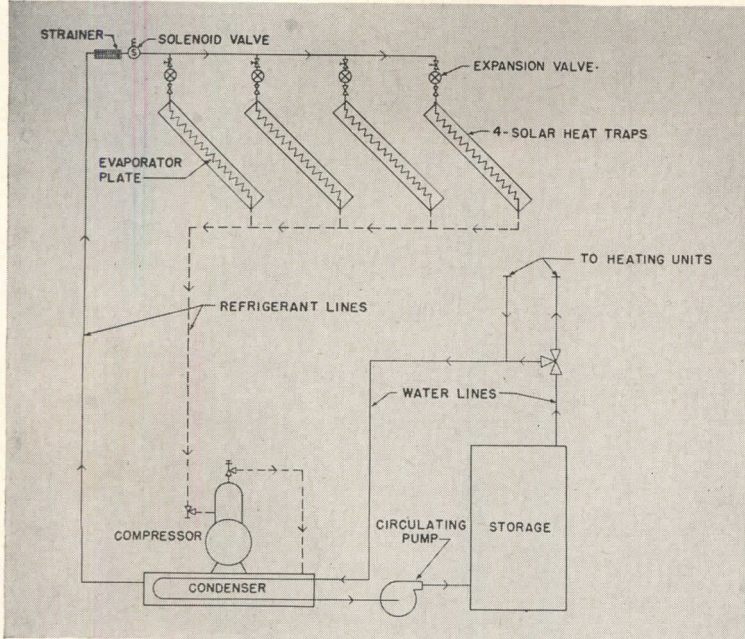 STRAINER
SOLENOID VALVE
S
EXPANSION VALVE.
4-SOLAR HEAT TRAPS
EVAPORATOR
PLATE
TO HEATING UNITS
REFRIGERANT LINES
WATER LINES
CIRCULATING
PUMP
STORAGE
COMPRESSOR
CONDENSER